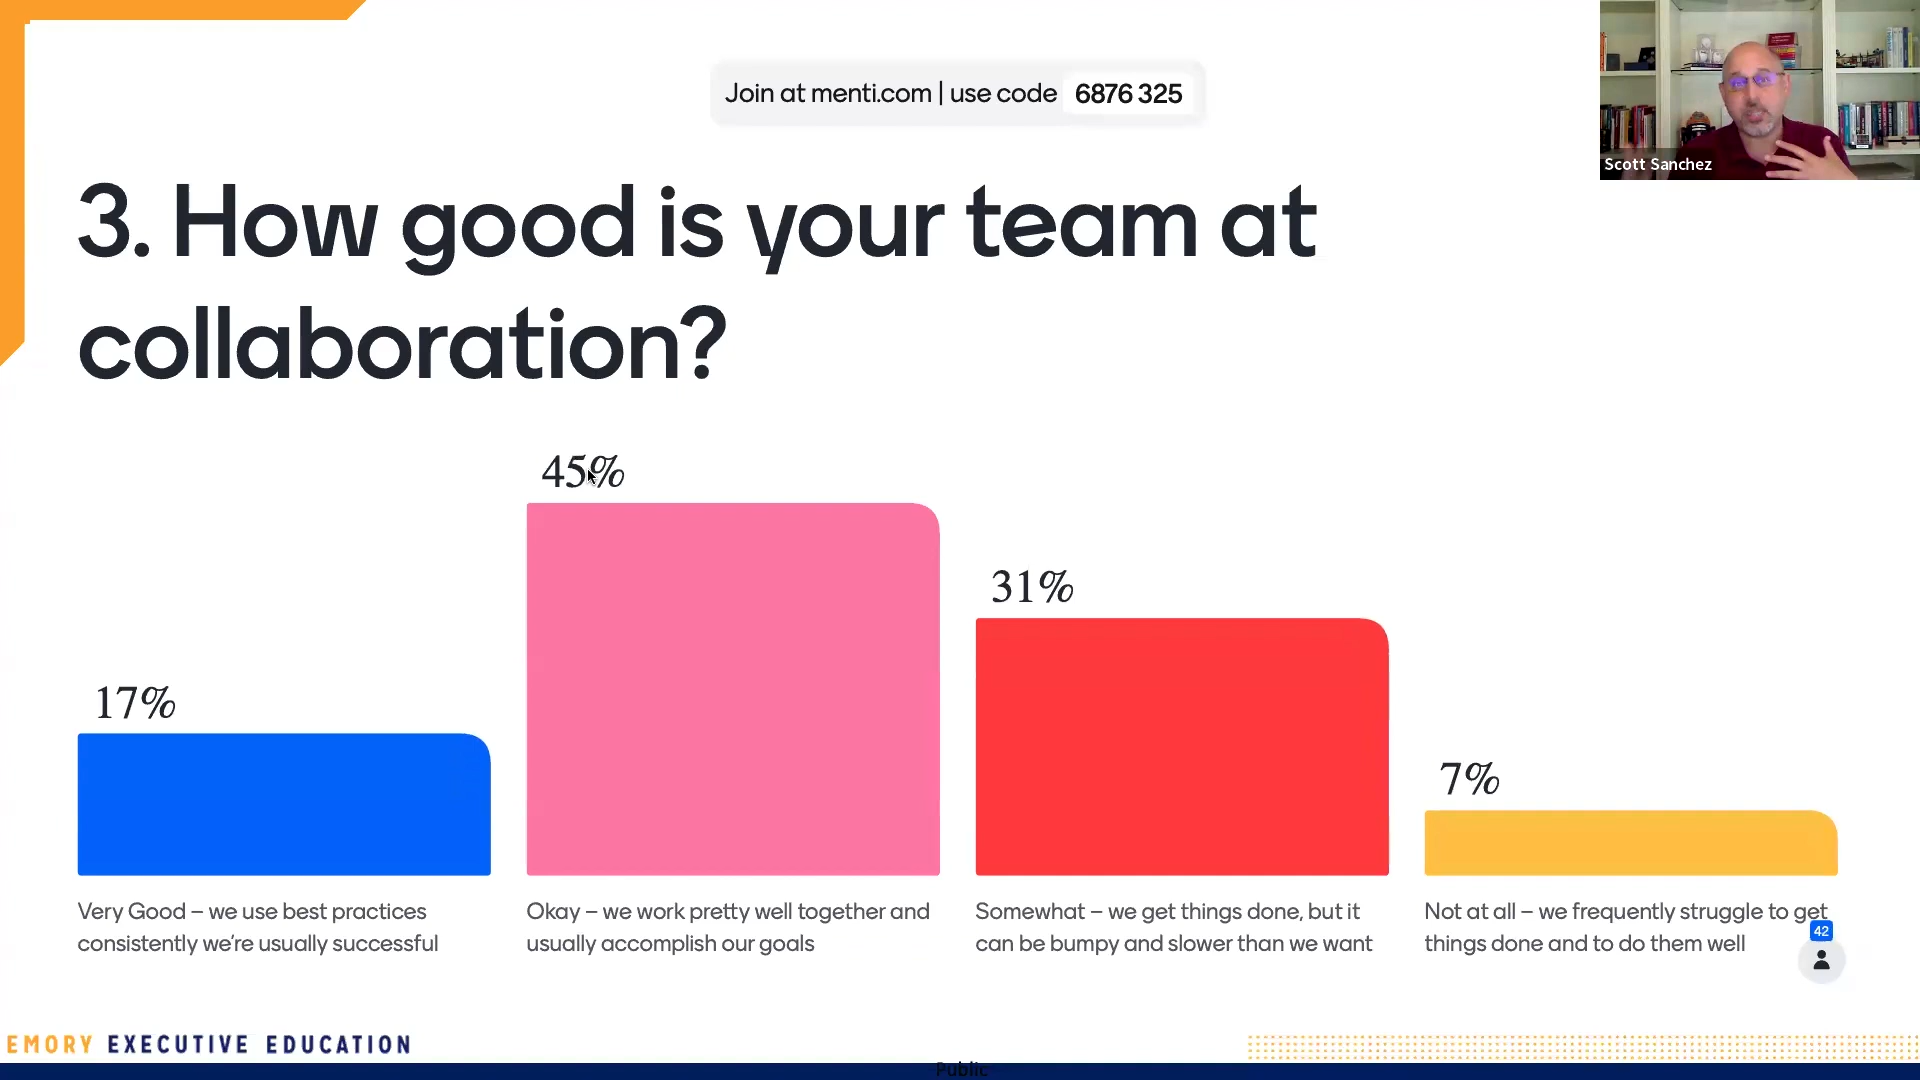 Join at menti.com | use code 6876 325
Scott Sanchez
3. How good is your team at
collaboration?
45%
31%
17%
7%
Very Good – we use best practices
consistently we're usually successful
Okay – we work pretty well together and
usually accomplish our goals
Somewhat – we get things done, but it
can be bumpy and slower than we want
Not at all – we frequently struggle to get
things done and to do them well
42
EMORY EXECUTIVE EDUCATION
Public